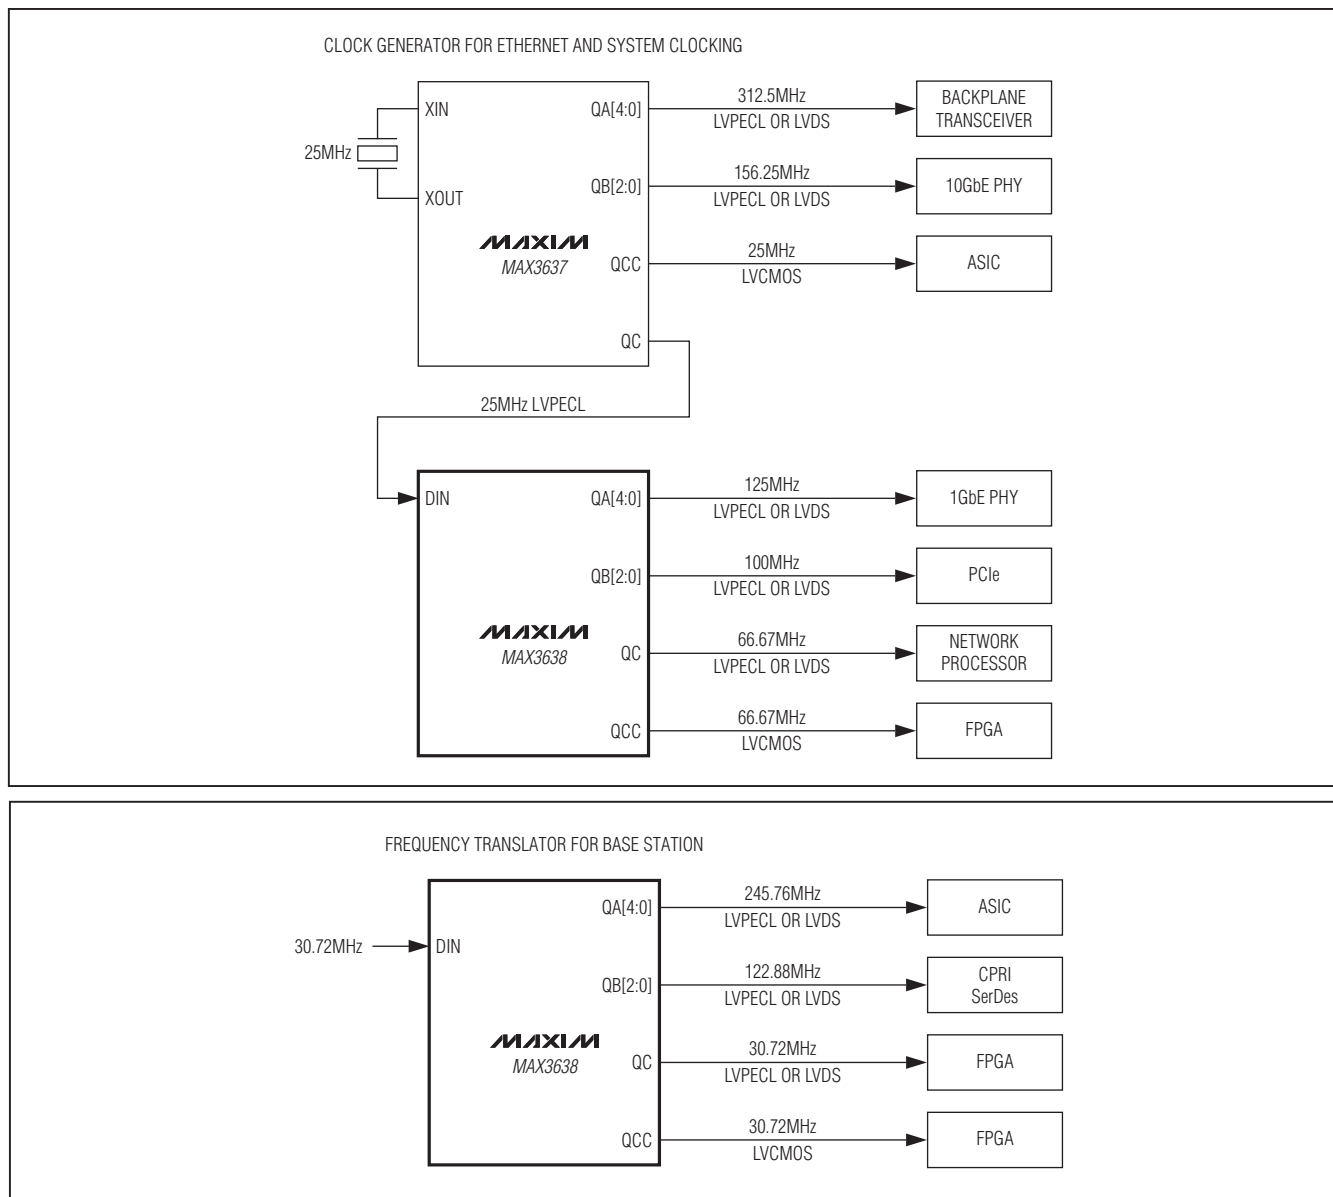 CLOCK GENERATOR FOR ETHERNET AND SYSTEM CLOCKING
XIN
25MHz
XOUT
MAXIM
MAX3637
QA[4:0]
312.5MHz
LVPECL OR LVDS
BACKPLANE
TRANSCEIVER
QB[2:0]
156.25MHz
LVPECL OR LVDS
10GbE PHY
QCC
25MHz
LVCMOS
ASIC
QC
25MHz LVPECL
DIN
MAXIM
MAX3638
QA[4:0]
125MHz
LVPECL OR LVDS
1GbE PHY
QB[2:0]
100MHz
LVPECL OR LVDS
PCIe
QC
66.67MHz
LVPECL OR LVDS
NETWORK
PROCESSOR
QCC
66.67MHz
LVCMOS
FPGA
FREQUENCY TRANSLATOR FOR BASE STATION
30.72MHz
DIN
MAXIM
MAX3638
QA[4:0]
245.76MHz
LVPECL OR LVDS
ASIC
QB[2:0]
122.88MHz
LVPECL OR LVDS
CPRI
SerDes
QC
30.72MHz
LVPECL OR LVDS
FPGA
QCC
30.72MHz
LVCMOS
FPGA